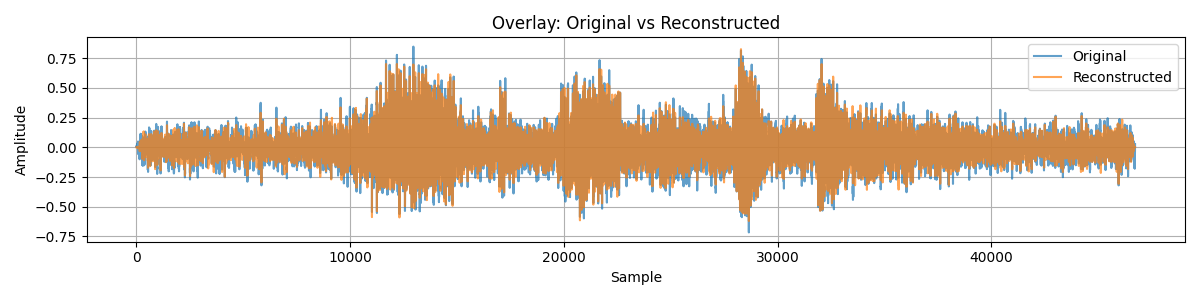 Overlay: Original vs Reconstructed
Amplitude
0.75
0.50
0.25
0.00
−0.25
−0.50
−0.75
Original
Reconstructed
0
10000
20000
30000
40000
Sample